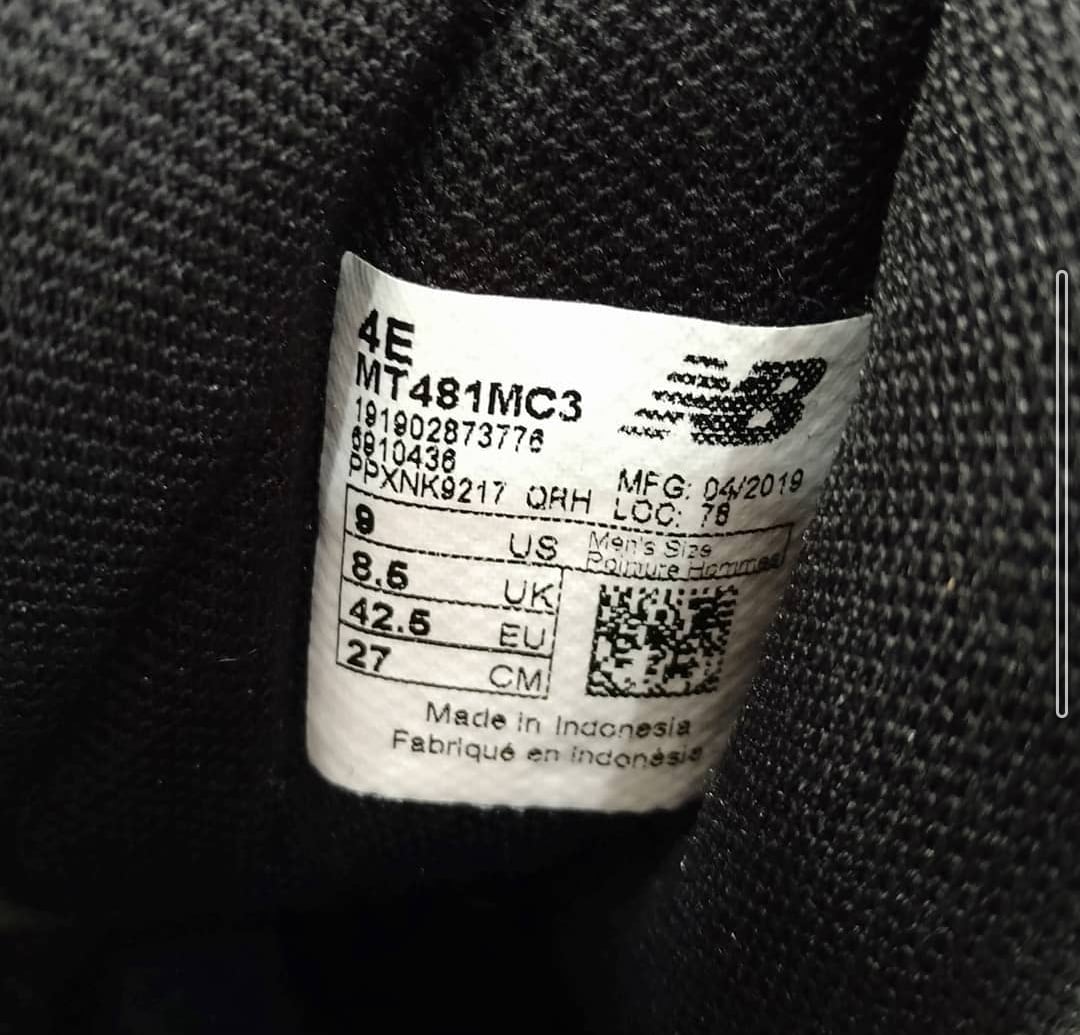 4E
MT481MC3
191902873776
6910436
PPXNK9217 QRH
NB
MFG: 04/2019
LOC: 78
9 US
Men's Size
Pointure Hommes
8.5 UK
42.5 EU
27 CM
Made in Indonesia
Fabriqué en Indonésie